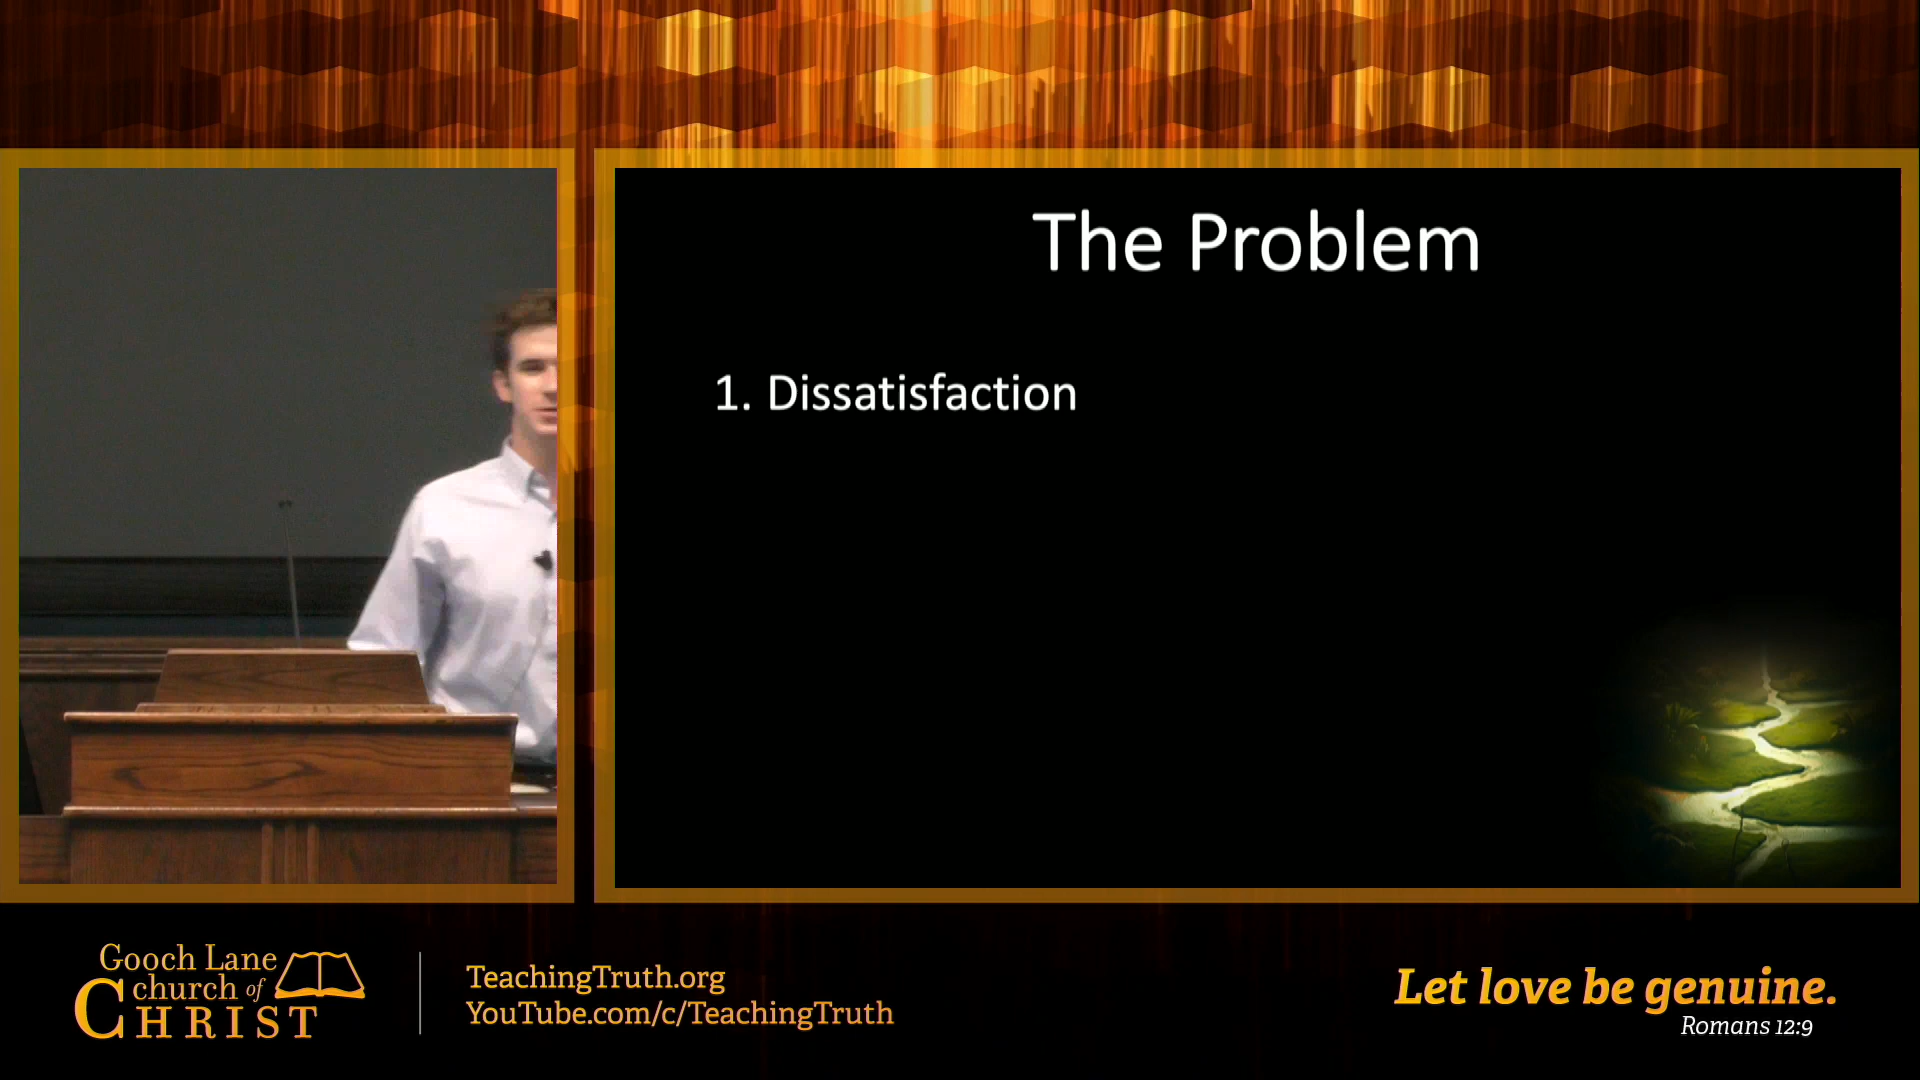 The Problem
1. Dissatisfaction
Gooch Lane
church of
CHRIST
TeachingTruth.org
YouTube.com/c/TeachingTruth
Let love be genuine.
Romans 12:9